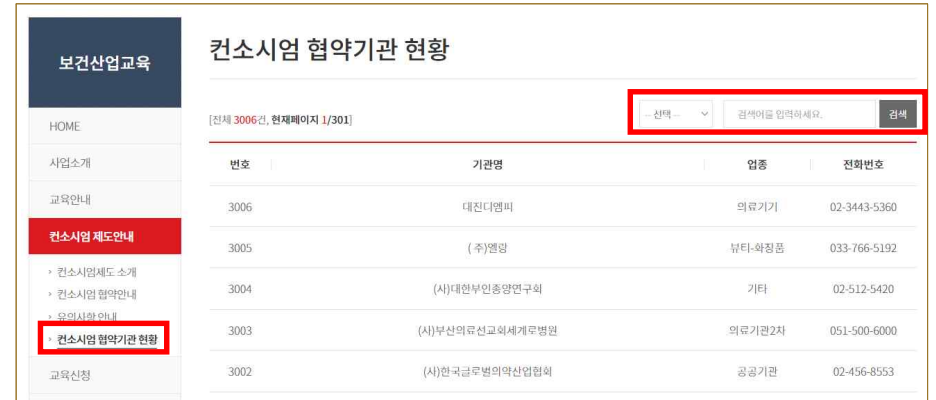 보건산업교육
HOME
사업소개
교육안내
컨소시엄 제도안내
컨소시엄제도 소개
컨소시엄 협약안내
유의사항 안내
컨소시엄 협약기관 현황
교육신청
컨소시엄 협약기관 현황
[전체 3006건, 현재페이지 1/301]
-- 선택 -- 검색어를 입력하세요. 검색
번호 기관명 업종 전화번호
3006 대진디엠피 의료기기 02-3443-5360
3005 (주)엘랑 뷰티-화장품 033-766-5192
3004 (사)대한부인종양연구회 기타 02-512-5420
3003 (사)부산의료선교회세계로병원 의료기관2차 051-500-6000
3002 (사)한국글로벌의약산업협회 공공기관 02-456-8553